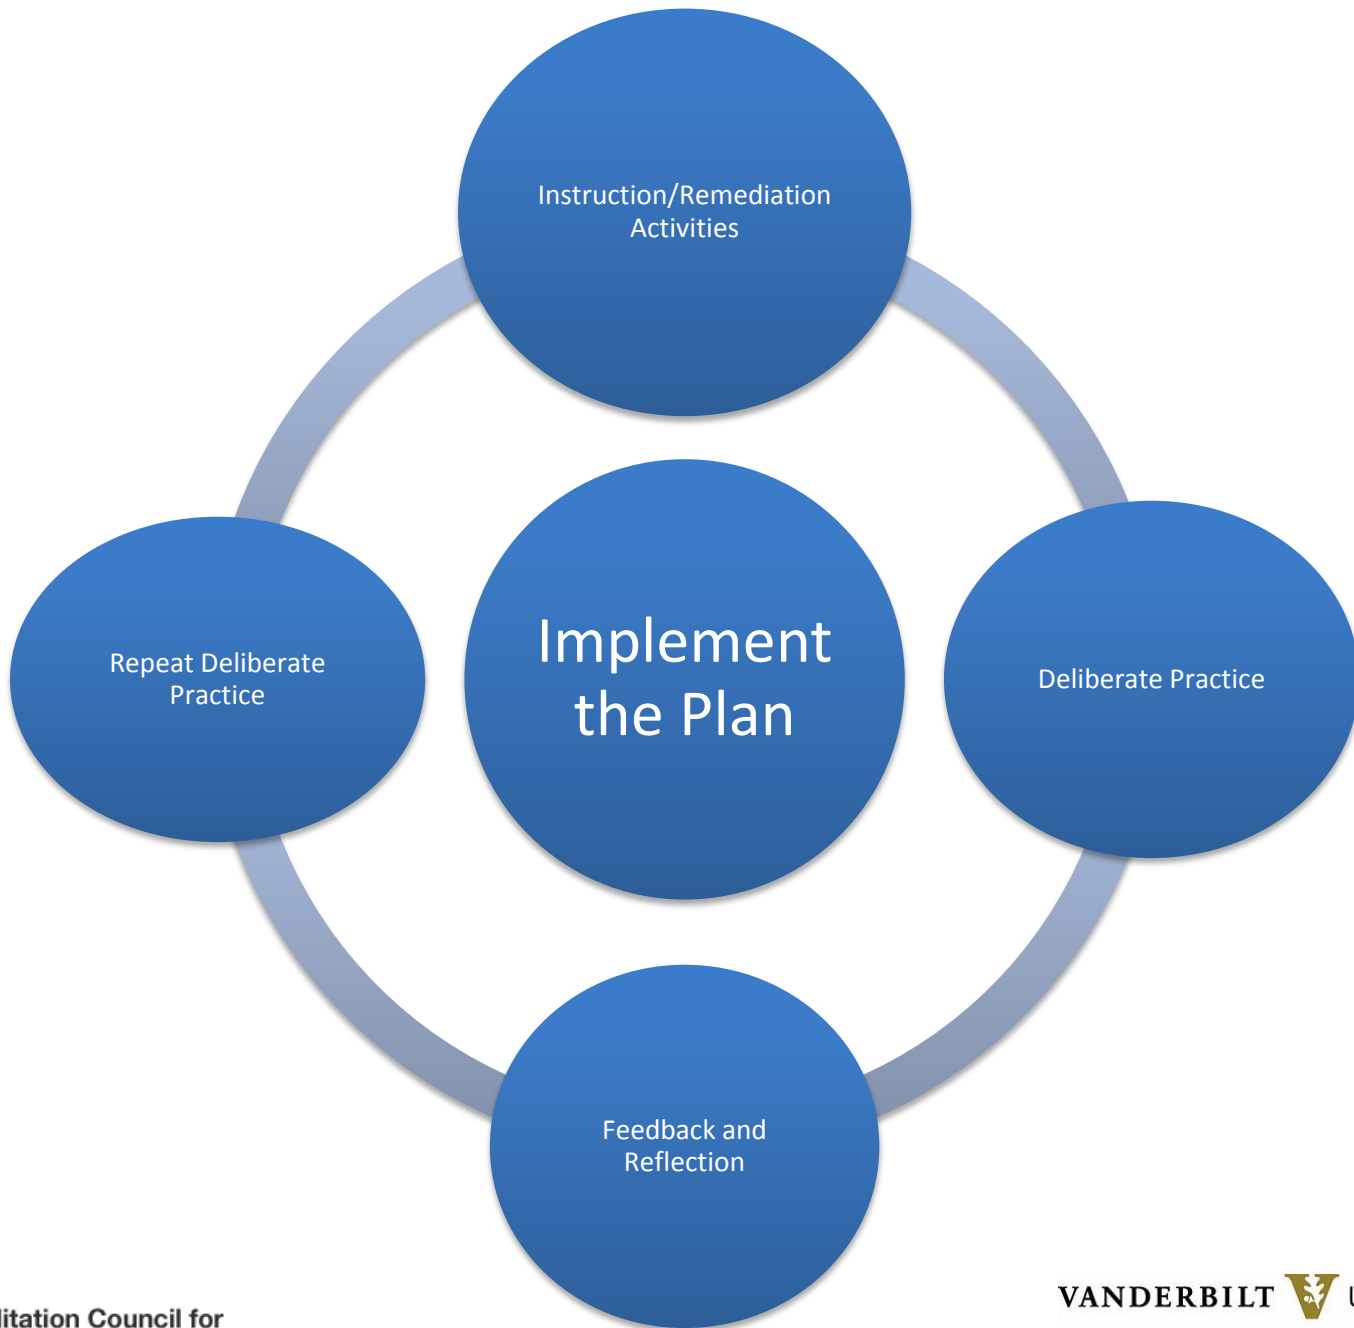 Instruction/Remediation
Activities
Implement
the Plan
Repeat Deliberate
Practice
Deliberate Practice
Feedback and
Reflection
VANDERBILT V U
litation Council for